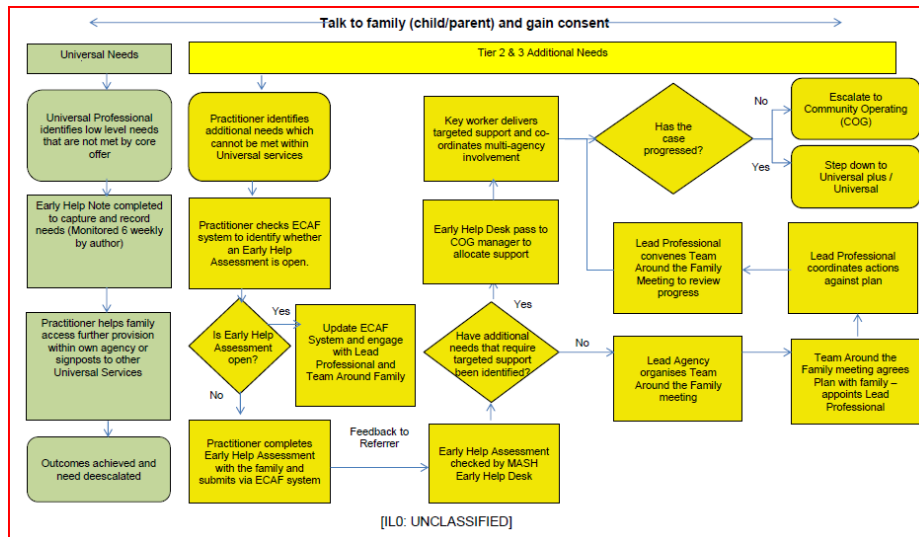 Talk to family (child/parent) and gain consent
Universal Needs
Tier 2 & 3 Additional Needs
Universal Professional
identifies low level needs
that are not met by core
offer
Early Help Note completed
to capture and record
needs (Monitored 6 weekly
by author)
Practitioner helps family
access further provision
within own agency or
signposts to other
Universal Services
Outcomes achieved and
need deescalated
Practitioner identifies
additional needs which
cannot be met within
Universal services
Practitioner checks ECAF
system to identify whether
an Early Help
Assessment is open.
Is Early Help
Assessment
open?
Yes
No
Update ECAF
System and engage
with Lead
Professional and
Team Around Family
Practitioner completes
Early Help Assessment
with the family and
submits via ECAF system
Feedback to
Referrer
Early Help Assessment
checked by MASH
Early Help Desk
Have additional
needs that require
targeted support
been identified?
Yes
No
Early Help Desk pass to
COG manager to
allocate support
Key worker delivers
targeted support and co-
ordinates multi-agency
involvement
Has the
case
progressed?
No
Yes
Escalate to
Community Operating
(COG)
Step down to
Universal plus /
Universal
Lead Agency
organises Team
Around the Family
meeting
Team Around the
Family meeting agrees
Plan with family –
appoints Lead
Professional
Lead Professional
coordinates actions
against plan
Lead Professional
convenes Team
Around the Family
Meeting to review
progress
[IL0: UNCLASSIFIED]